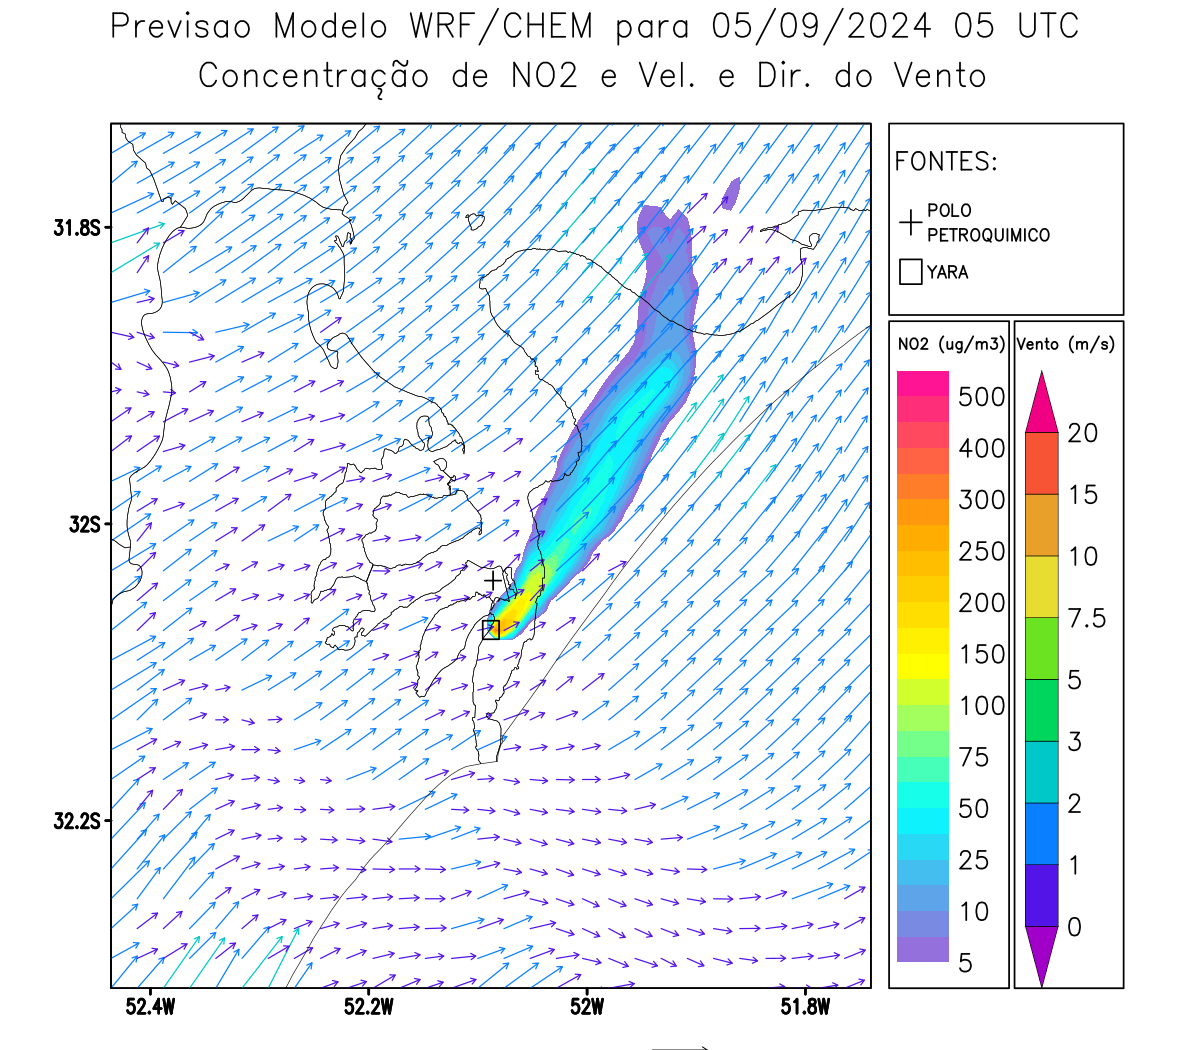 Previsao Modelo WRF/CHEM para 05/09/2024 05 UTC
Concentração de NO2 e Vel. e Dir. do Vento
FONTES:
POLO
PETROQUIMICO
YARA
NO2 (ug/m3)
500
400
300
250
200
150
100
75
50
25
10
5
Vento (m/s)
20
15
10
7.5
5
3
2
1
0
31.8S
32S
32.2S
52.4W
52.2W
52W
51.8W